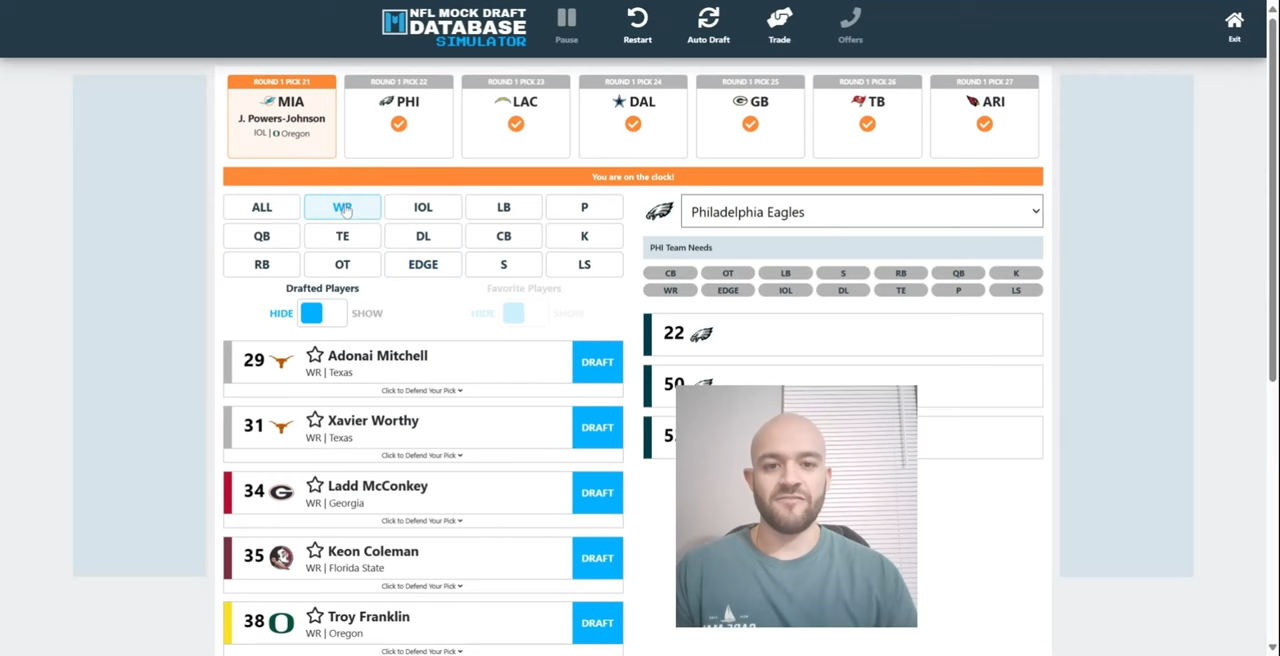 NFL MOCK DRAFT
DATABASE
SIMULATOR
Pause
Restart
Auto Draft
Trade
Offers
Exit
ROUND 1 PICK 21
MIA
J. Powers-Johnson
IOL | Oregon
ROUND 1 PICK 22
PHI
ROUND 1 PICK 23
LAC
ROUND 1 PICK 24
DAL
ROUND 1 PICK 25
GB
ROUND 1 PICK 26
TB
ROUND 1 PICK 27
ARI
You are on the clock!
ALL
WR
IOL
LB
P
QB
TE
DL
CB
K
RB
OT
EDGE
S
LS
Drafted Players
HIDE
SHOW
Favorite Players
HIDE
SHOW
29
Adonai Mitchell
WR | Texas
DRAFT
Click to Defend Your Pick
31
Xavier Worthy
WR | Texas
DRAFT
Click to Defend Your Pick
34
Ladd McConkey
WR | Georgia
DRAFT
Click to Defend Your Pick
35
Keon Coleman
WR | Florida State
DRAFT
Click to Defend Your Pick
38
Troy Franklin
WR | Oregon
DRAFT
Click to Defend Your Pick
Philadelphia Eagles
PHI Team Needs
CB
OT
LB
S
RB
QB
K
WR
EDGE
IOL
DL
TE
P
LS
22
50